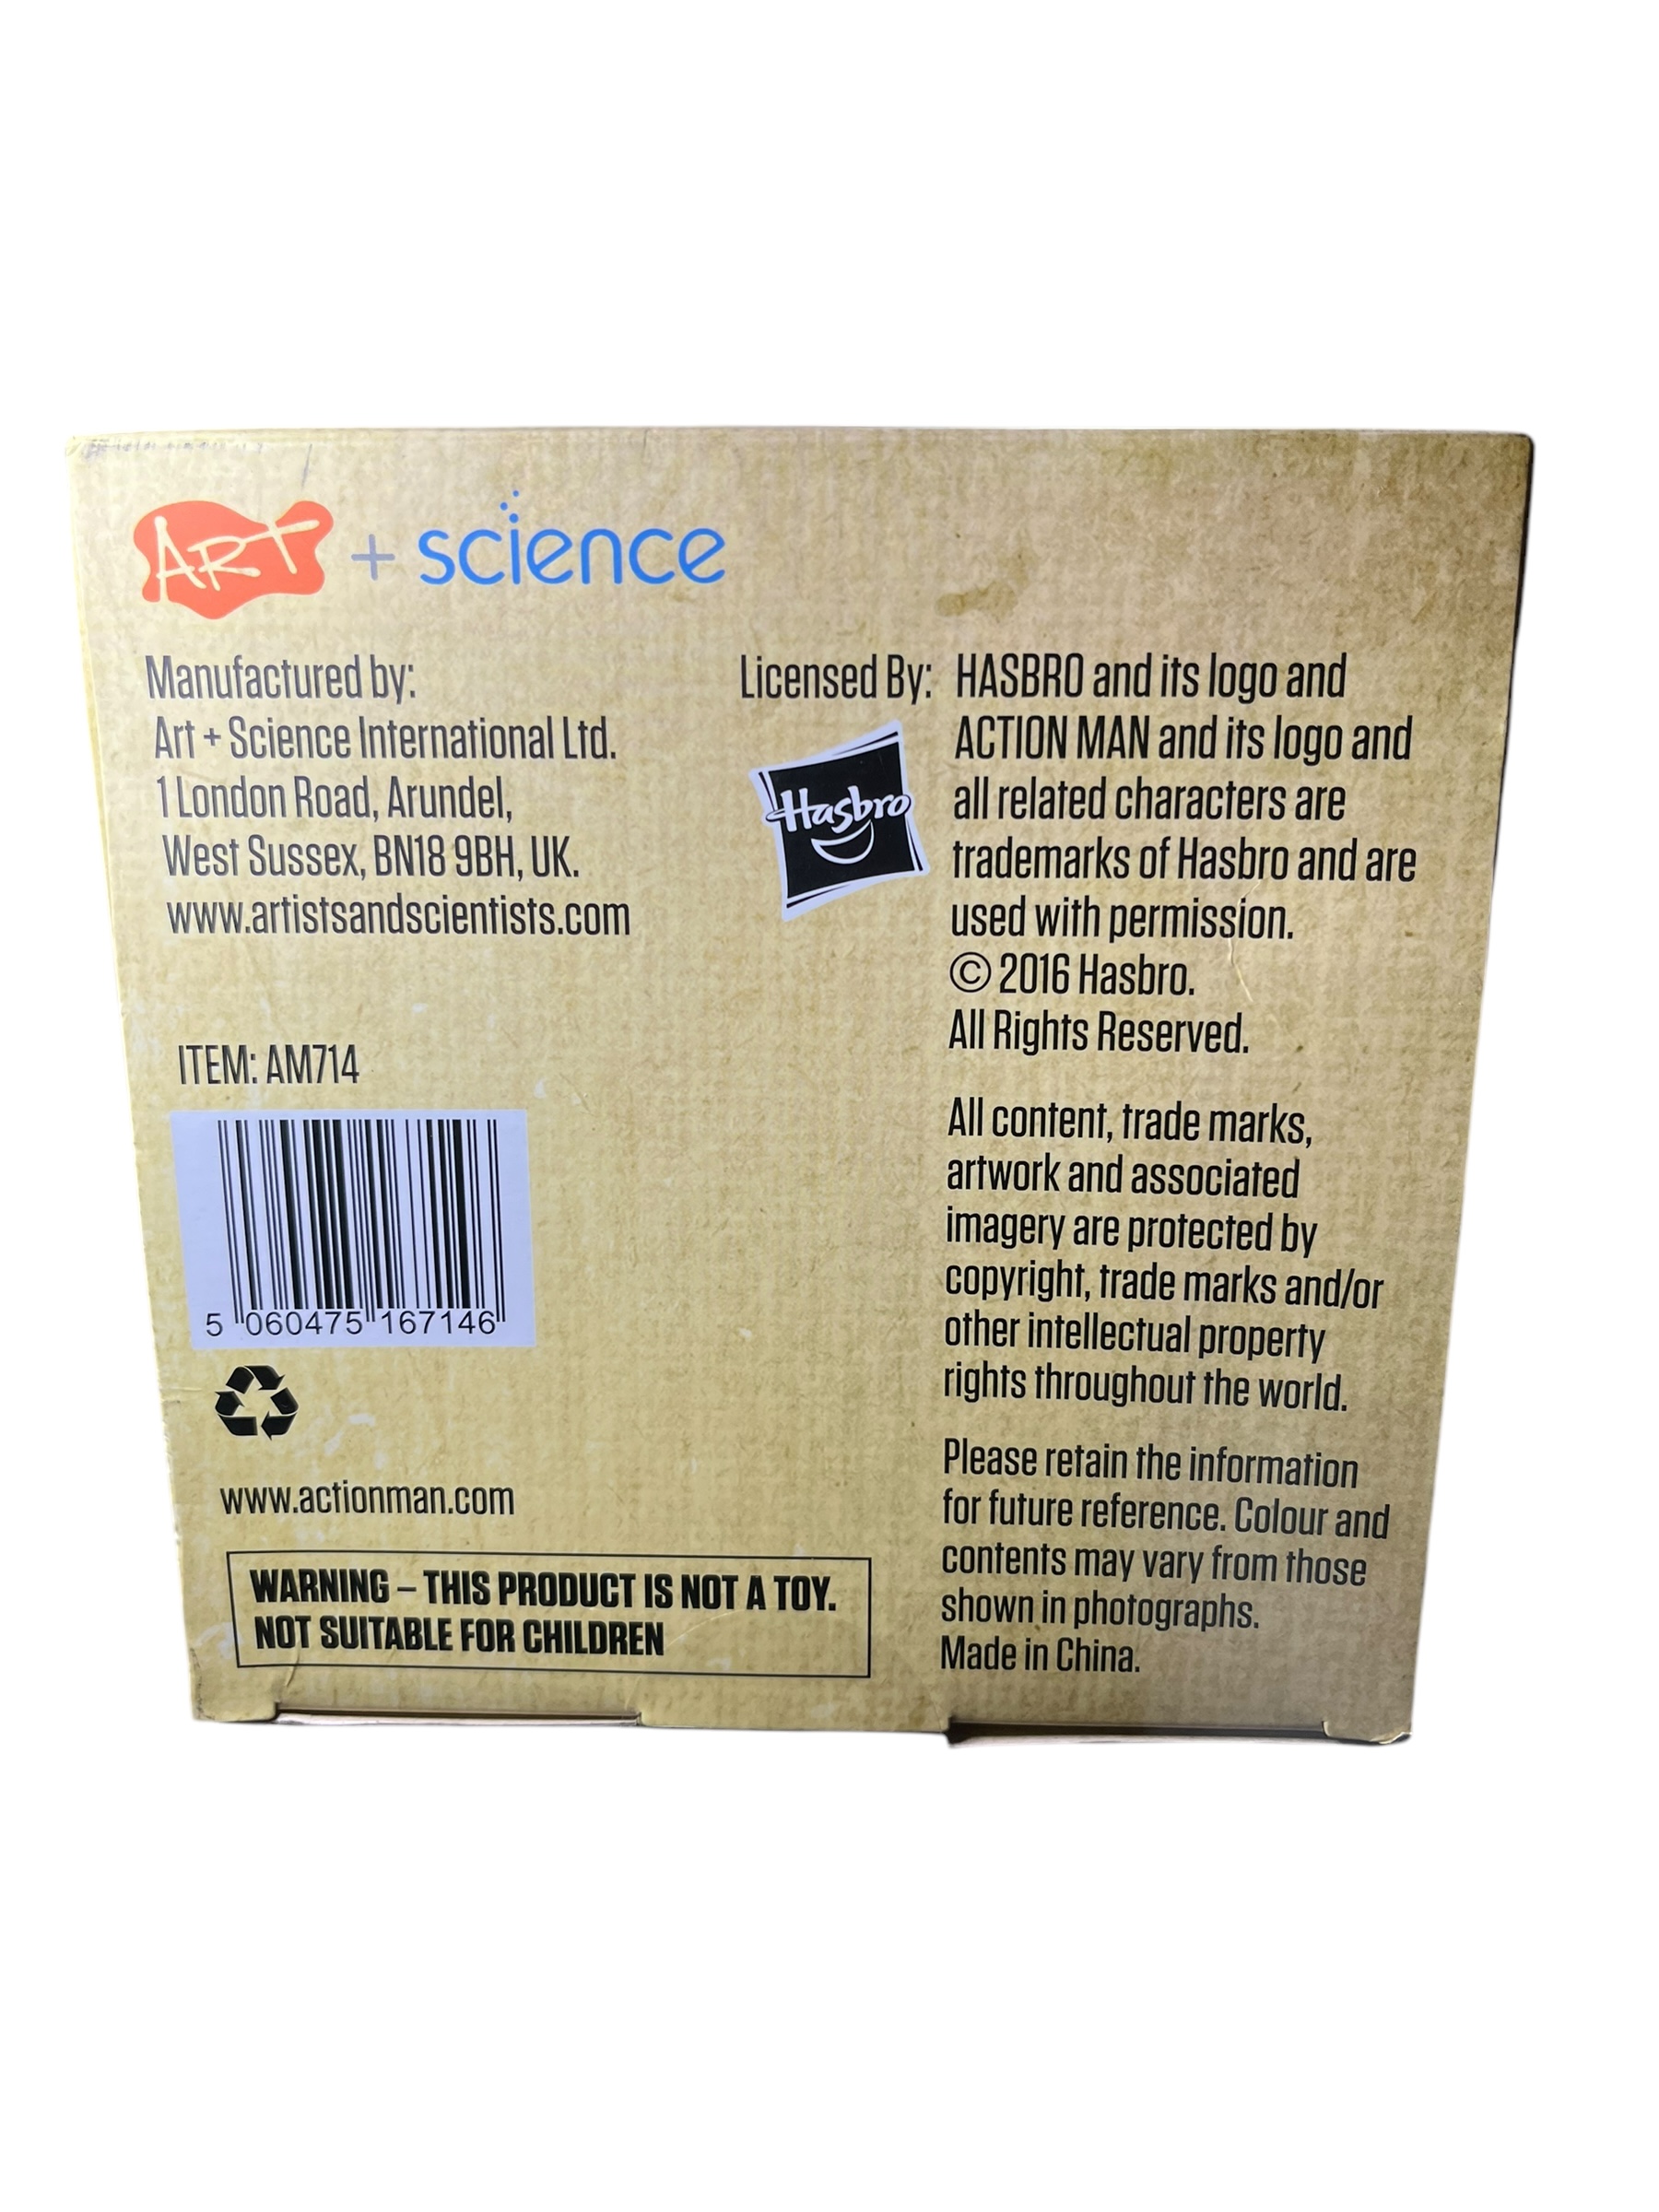 ART + science
Manufactured by:
Art + Science International Ltd.
1 London Road, Arundel,
West Sussex, BN18 9BH, UK.
www.artistsandscientists.com
ITEM: AM714
5 060475 167146
www.actionman.com
WARNING – THIS PRODUCT IS NOT A TOY.
NOT SUITABLE FOR CHILDREN
Licensed By:
Hasbro
HASBRO and its logo and
ACTION MAN and its logo and
all related characters are
trademarks of Hasbro and are
used with permission.
© 2016 Hasbro.
All Rights Reserved.
All content, trade marks,
artwork and associated
imagery are protected by
copyright, trade marks and/or
other intellectual property
rights throughout the world.
Please retain the information
for future reference. Colour and
contents may vary from those
shown in photographs.
Made in China.